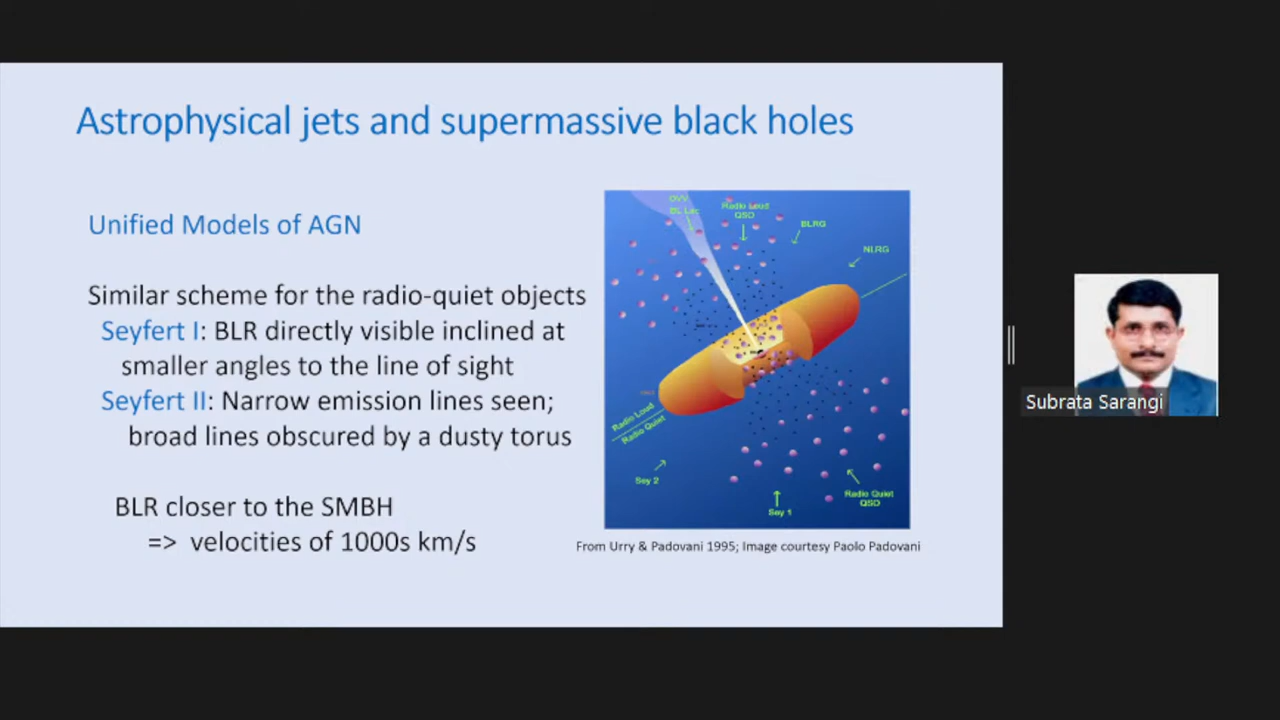 Astrophysical jets and supermassive black holes
Unified Models of AGN
Similar scheme for the radio-quiet objects
Seyfert I: BLR directly visible inclined at
smaller angles to the line of sight
Seyfert II: Narrow emission lines seen;
broad lines obscured by a dusty torus
BLR closer to the SMBH
=> velocities of 1000s km/s
OVV
BL Lac
Radio Loud
QSO
BLRG
NLRG
Radio Loud
Radio Quiet
Sey 2
Sey 1
Radio Quiet
QSO
From Urry & Padovani 1995; Image courtesy Paolo Padovani
Subrata Sarangi